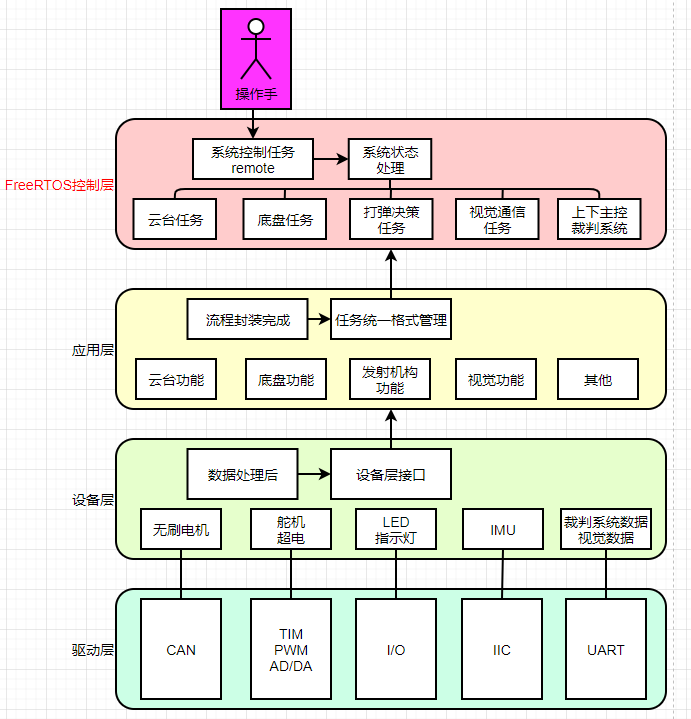 操作手
FreeRTOS控制层
系统控制任务
remote
系统状态
处理
云台任务
底盘任务
打弹决策
任务
视觉通信
任务
上下主控
裁判系统
应用层
流程封装完成
任务统一格式管理
云台功能
底盘功能
发射机构
功能
视觉功能
其他
设备层
数据处理后
设备层接口
无刷电机
舵机
超电
LED
指示灯
IMU
裁判系统数据
视觉数据
驱动层
CAN
TIM
PWM
AD/DA
I/O
IIC
UART